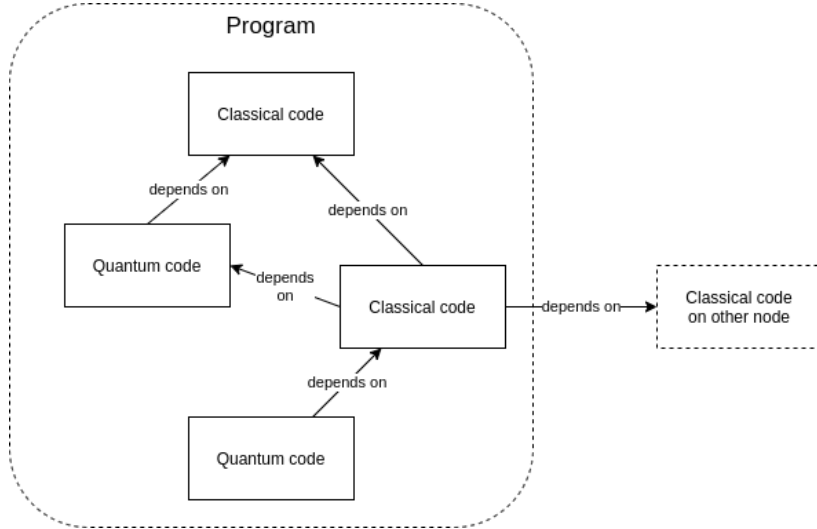 Program
Classical code
depends on
depends on
Quantum code
depends
on
Classical code
depends on
Classical code
on other node
depends on
Quantum code